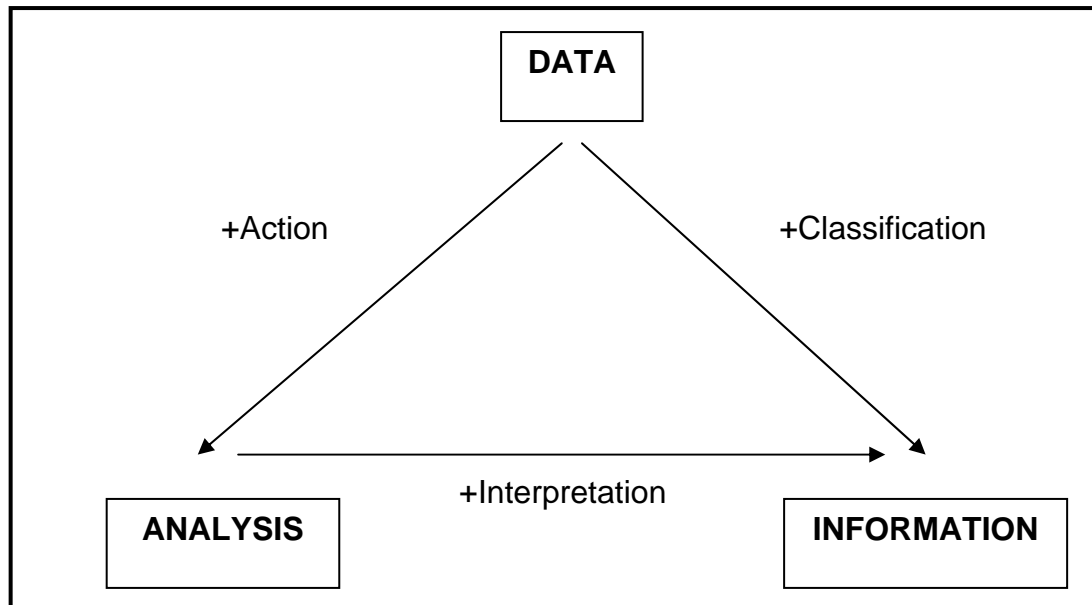 DATA
+Action
+Classification
+Interpretation
ANALYSIS
INFORMATION